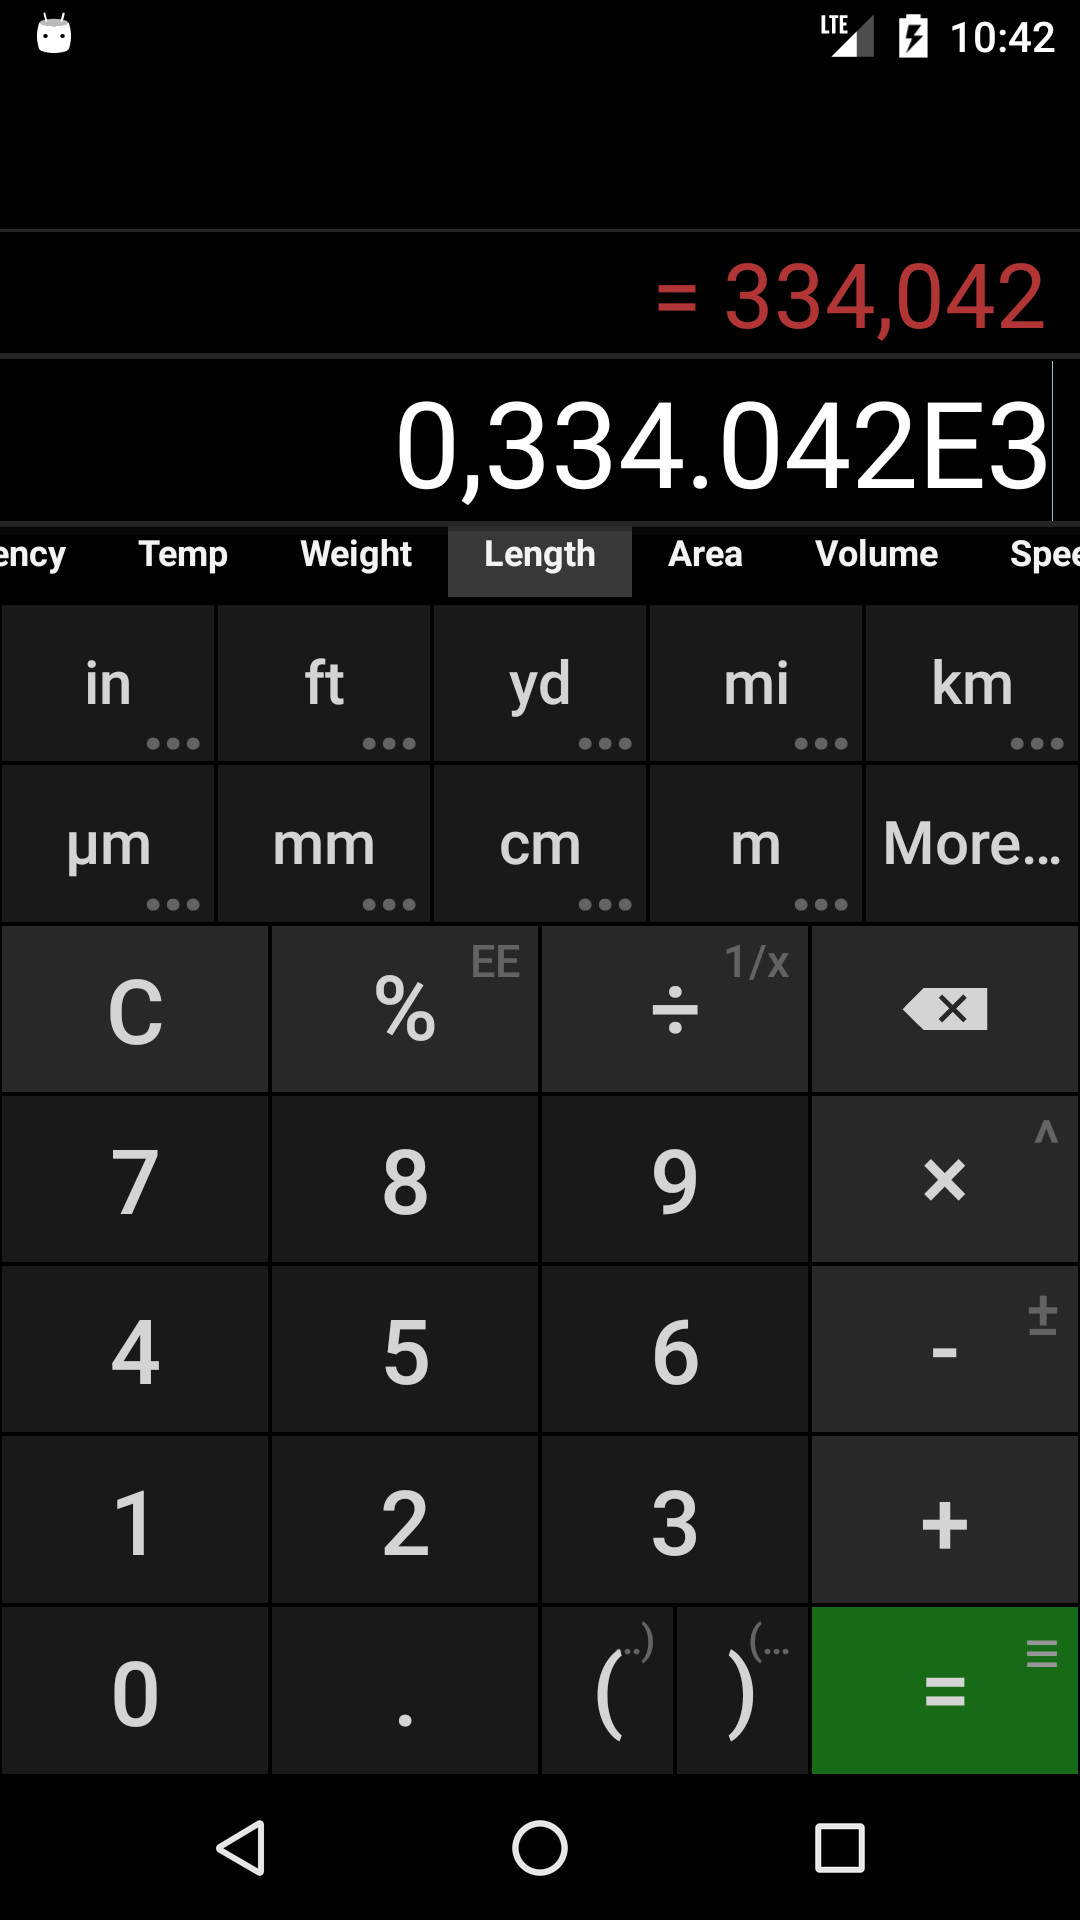 LTE 10:42
= 334,042
0,334.042E3
ency Temp Weight Length Area Volume Spee
in ft yd mi km
µm mm cm m More...
C % EE ÷ 1/x
7 8 9 × ^
4 5 6 - ±
1 2 3 +
0 . ( ..) ) (... =